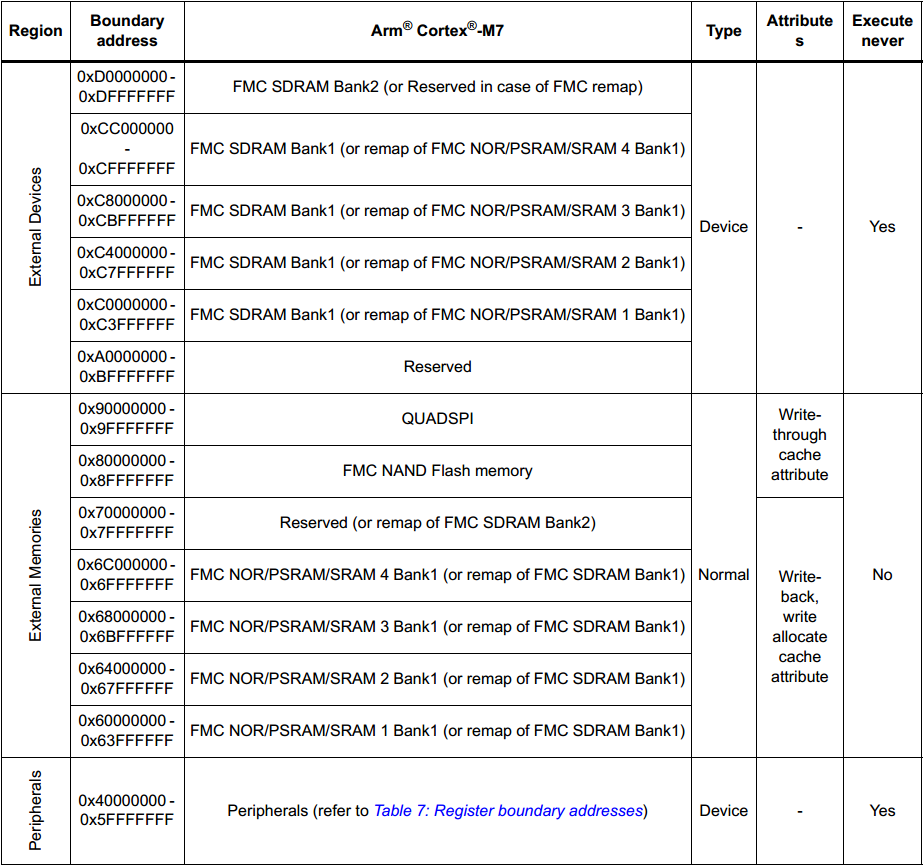 Region
Boundary
address
Arm® Cortex®-M7
Type
Attribute
s
Execute
never
External Devices
0xD0000000 -
0xDFFFFFFF
FMC SDRAM Bank2 (or Reserved in case of FMC remap)
0xCC000000
-
0xCFFFFFFF
FMC SDRAM Bank1 (or remap of FMC NOR/PSRAM/SRAM 4 Bank1)
0xC8000000 -
0xCBFFFFFF
FMC SDRAM Bank1 (or remap of FMC NOR/PSRAM/SRAM 3 Bank1)
0xC4000000 -
0xC7FFFFFF
FMC SDRAM Bank1 (or remap of FMC NOR/PSRAM/SRAM 2 Bank1)
0xC0000000 -
0xC3FFFFFF
FMC SDRAM Bank1 (or remap of FMC NOR/PSRAM/SRAM 1 Bank1)
0xA0000000 -
0xBFFFFFFF
Reserved
Device
-
Yes
External Memories
0x90000000 -
0x9FFFFFFF
QUADSPI
0x80000000 -
0x8FFFFFFF
FMC NAND Flash memory
0x70000000 -
0x7FFFFFFF
Reserved (or remap of FMC SDRAM Bank2)
0x6C000000 -
0x6FFFFFFF
FMC NOR/PSRAM/SRAM 4 Bank1 (or remap of FMC SDRAM Bank1)
0x68000000 -
0x6BFFFFFF
FMC NOR/PSRAM/SRAM 3 Bank1 (or remap of FMC SDRAM Bank1)
0x64000000 -
0x67FFFFFF
FMC NOR/PSRAM/SRAM 2 Bank1 (or remap of FMC SDRAM Bank1)
0x60000000 -
0x63FFFFFF
FMC NOR/PSRAM/SRAM 1 Bank1 (or remap of FMC SDRAM Bank1)
Normal
Write-
through
cache
attribute
Write-
back,
write
allocate
cache
attribute
No
Peripherals
0x40000000 -
0x5FFFFFFF
Peripherals (refer to Table 7: Register boundary addresses)
Device
-
Yes